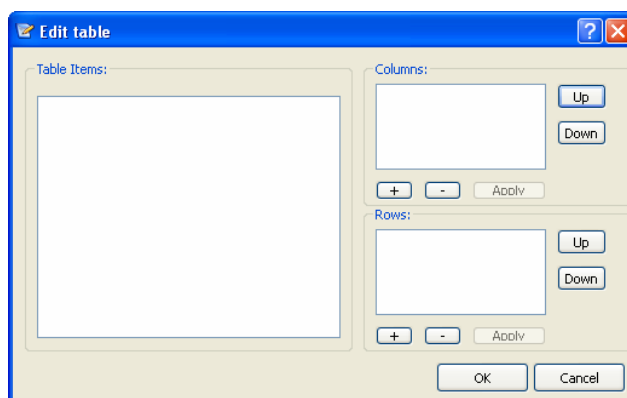 Edit table
?
Table Items:
Columns:
Up
Down
+ - Apply
Rows:
Up
Down
+ - Apply
OK Cancel